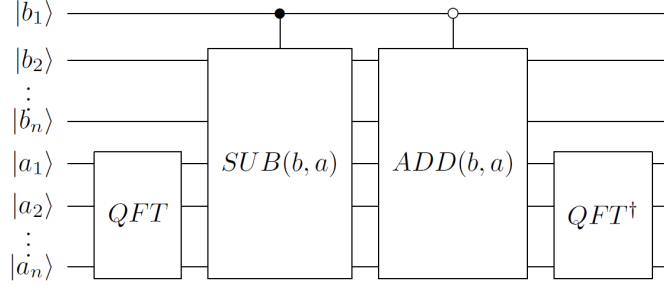 |b₁⟩
|b₂⟩
⋮
|bₙ⟩
|a₁⟩
|a₂⟩
⋮
|aₙ⟩
QFT
SUB(b, a)
ADD(b, a)
QFT†